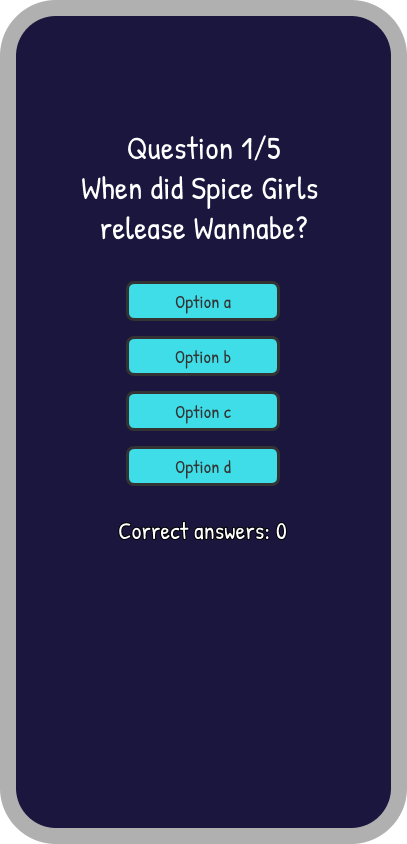 Question 1/5
When did Spice Girls
release Wannabe?
Option a
Option b
Option c
Option d
Correct answers: 0